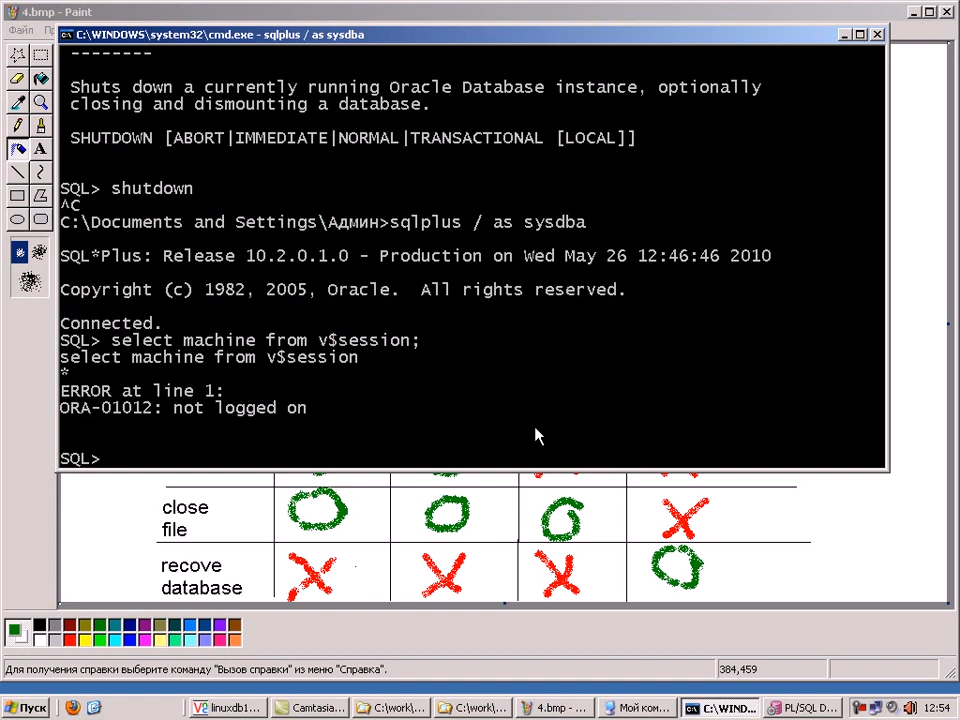 4.bmp - Paint
Файл
C:\WINDOWS\system32\cmd.exe - sqlplus / as sysdba
--------
Shuts down a currently running Oracle Database instance, optionally
closing and dismounting a database.
SHUTDOWN [ABORT|IMMEDIATE|NORMAL|TRANSACTIONAL [LOCAL]]
SQL> shutdown
^C
C:\Documents and Settings\Админ>sqlplus / as sysdba
SQL*Plus: Release 10.2.0.1.0 - Production on Wed May 26 12:46:46 2010
Copyright (c) 1982, 2005, Oracle.  All rights reserved.
Connected.
SQL> select machine from v$session;
select machine from v$session
*
ERROR at line 1:
ORA-01012: not logged on
SQL>
close
file
recove
database
Для получения справки выберите команду "Вызов справки" из меню "Справка".
384,459
Пуск
linuxdb1...
Camtasia...
C:\work\...
C:\work\...
4.bmp - ...
Мой ком...
C:\WIND...
PL/SQL D...
12:54